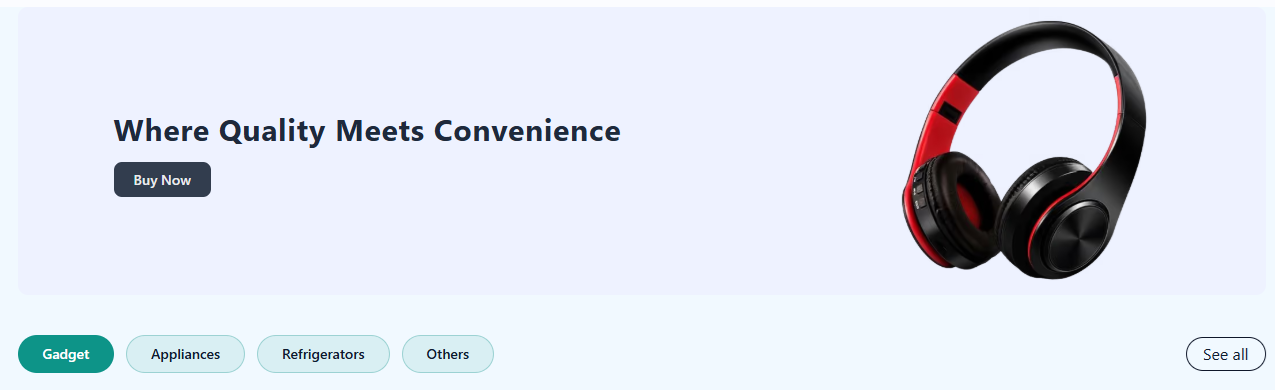 Where Quality Meets Convenience
Buy Now
Gadget Appliances Refrigerators Others See all